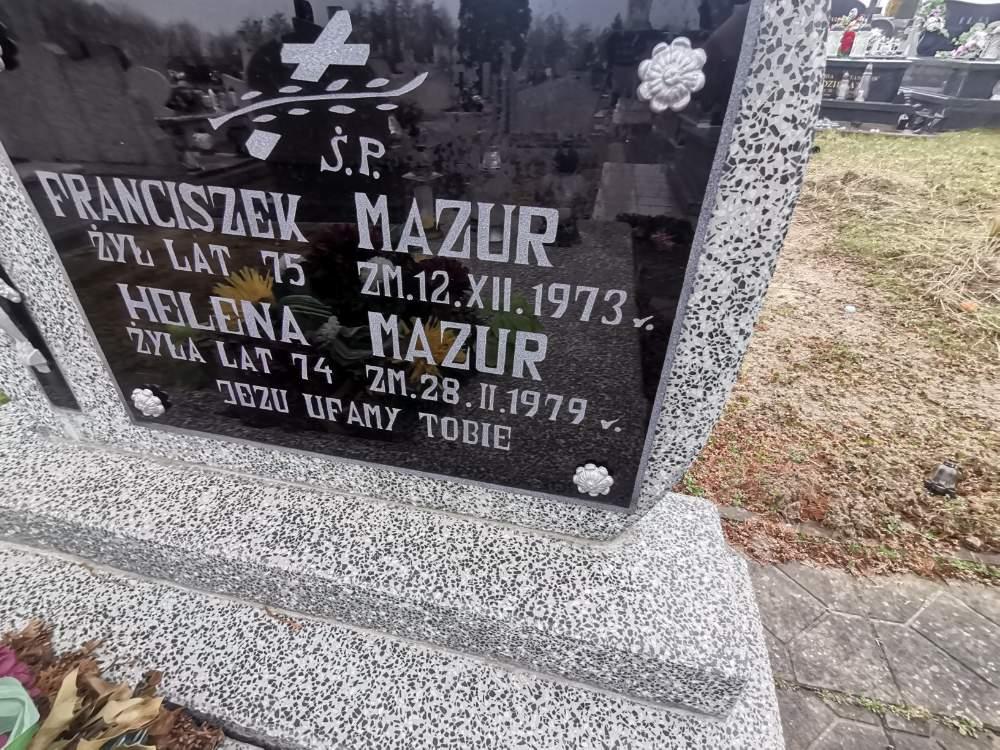 Ś.P.
FRANCISZEK MAZUR
ŻYŁ LAT 75 ZM.12.XII.1973 r.
HELENA MAZUR
ŻYŁA LAT 74 ZM.28.II.1979 r.
JEZU UFAMY TOBIE